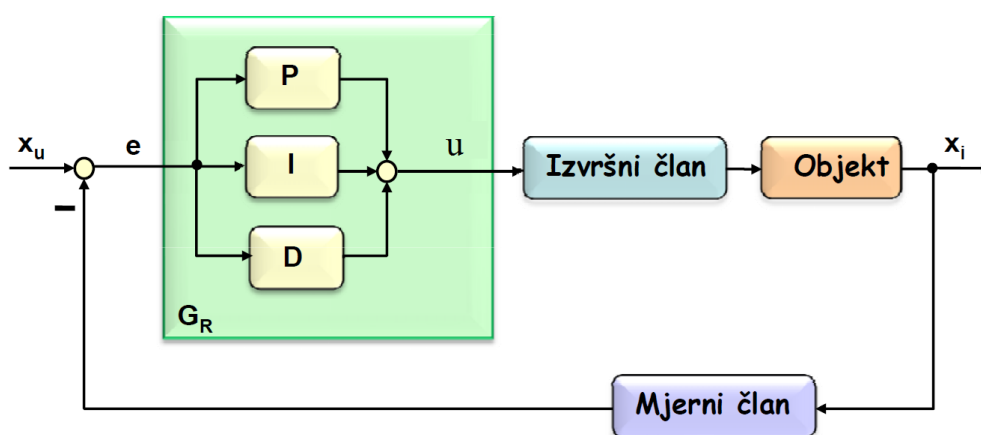 P
x_u
e
I
u
Izvršni član
Objekt
x_i
–
D
G_R
Mjerni član